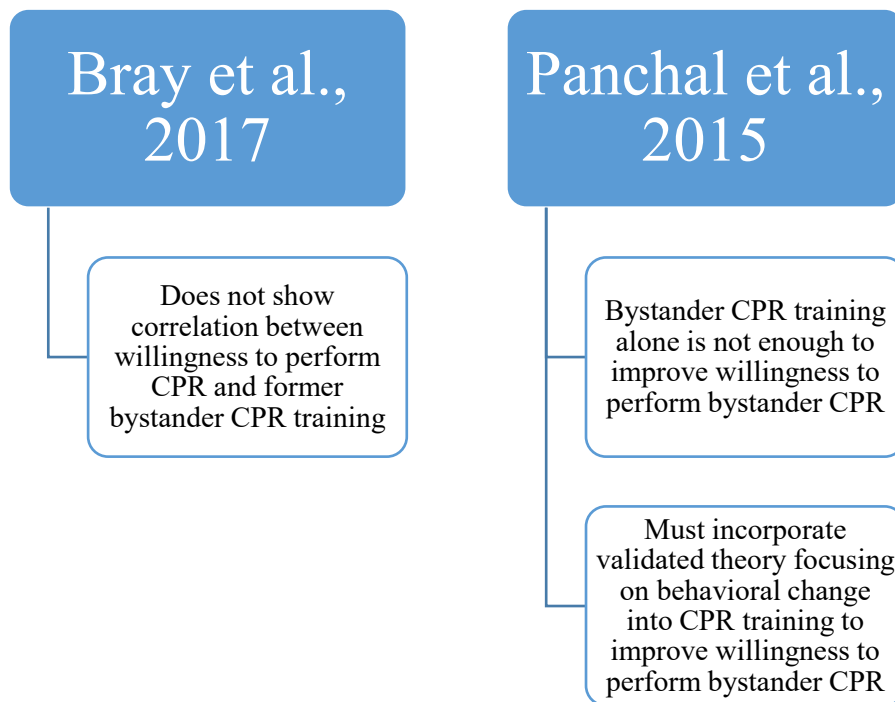 Bray et al.,
2017
Does not show
correlation between
willingness to perform
CPR and former
bystander CPR training
Panchal et al.,
2015
Bystander CPR training
alone is not enough to
improve willingness to
perform bystander CPR
Must incorporate
validated theory focusing
on behavioral change
into CPR training to
improve willingness to
perform bystander CPR